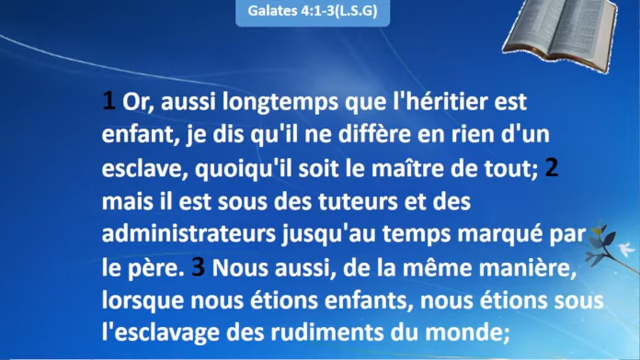 Galates 4:1-3(L.S.G)
1 Or, aussi longtemps que l'héritier est
enfant, je dis qu'il ne diffère en rien d'un
esclave, quoiqu'il soit le maître de tout; 2
mais il est sous des tuteurs et des
administrateurs jusqu'au temps marqué par
le père. 3 Nous aussi, de la même manière,
lorsque nous étions enfants, nous étions sous
l'esclavage des rudiments du monde;